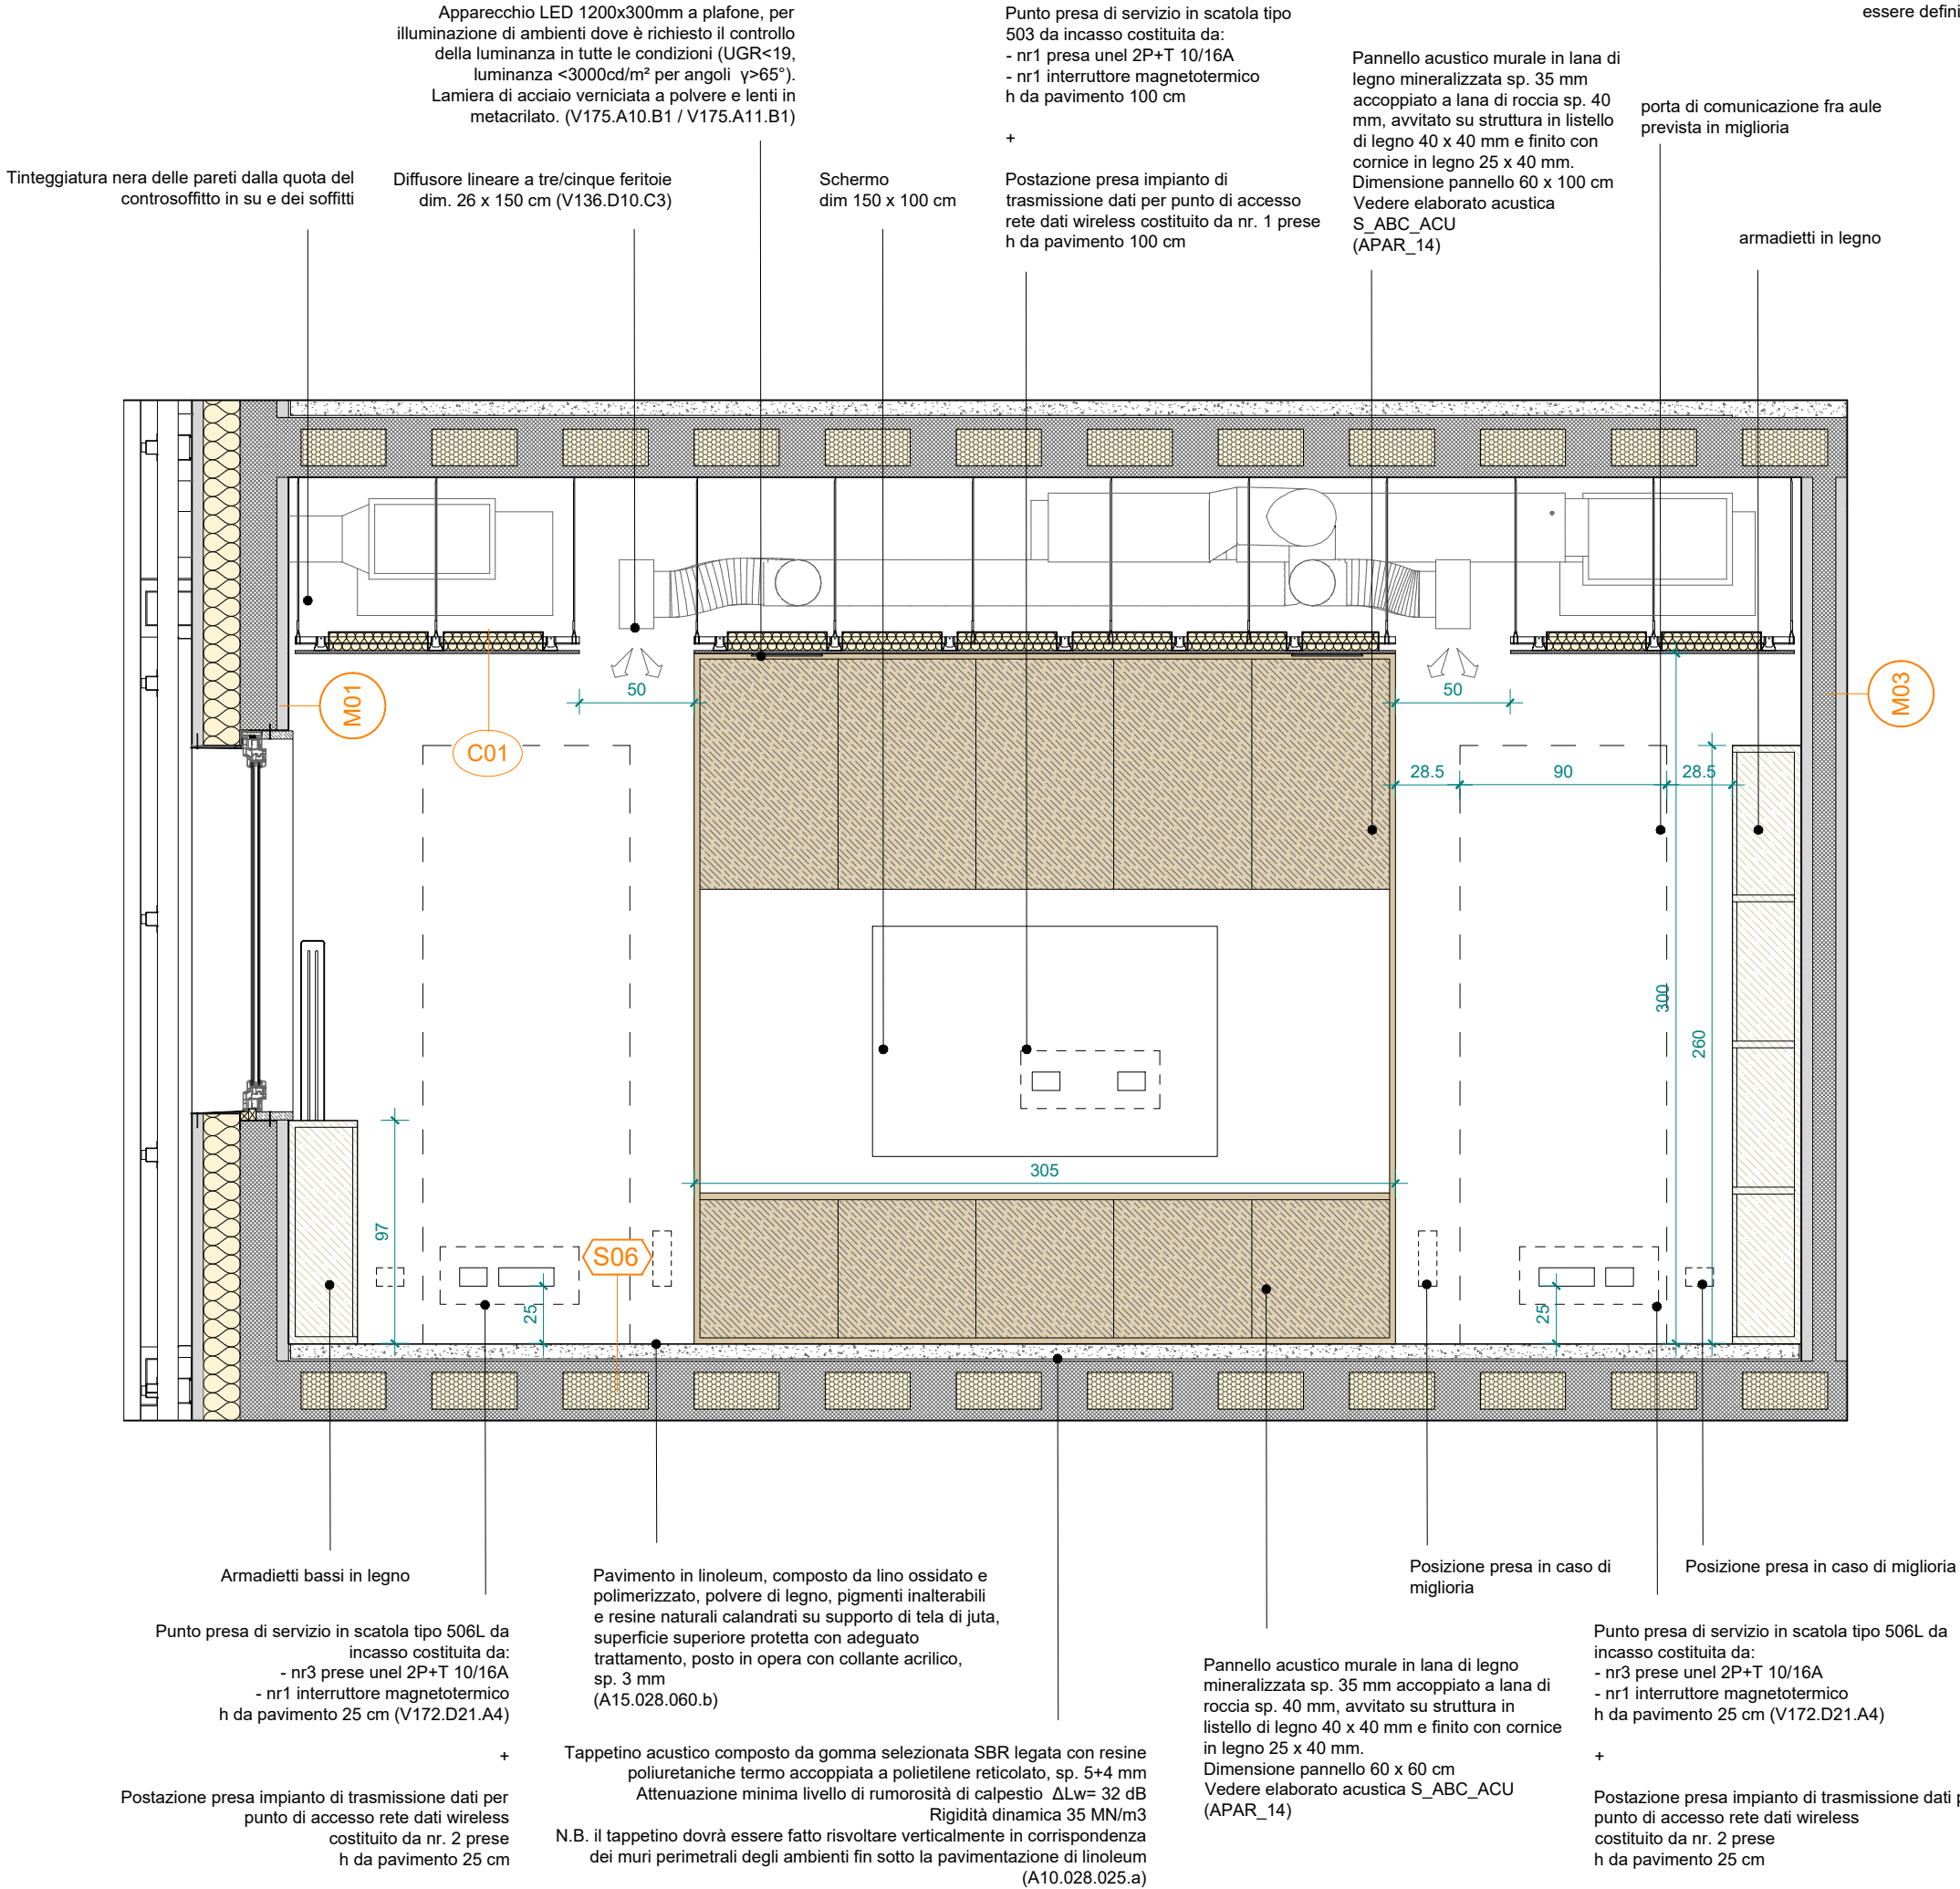 Apparecchio LED 1200x300mm a plafone, per
illuminazione di ambienti dove è richiesto il controllo
della luminanza in tutte le condizioni (UGR<19,
luminanza <3000cd/m² per angoli γ>65°).
Lamiera di acciaio verniciata a polvere e lenti in
metacrilato. (V175.A10.B1 / V175.A11.B1)
Punto presa di servizio in scatola tipo
503 da incasso costituita da:
- nr1 presa unel 2P+T 10/16A
- nr1 interruttore magnetotermico
h da pavimento 100 cm
+
Postazione presa impianto di
trasmissione dati per punto di accesso
rete dati wireless costituito da nr. 1 prese
h da pavimento 100 cm
essere defini
Pannello acustico murale in lana di
legno mineralizzata sp. 35 mm
accoppiato a lana di roccia sp. 40
mm, avvitato su struttura in listello
di legno 40 x 40 mm e finito con
cornice in legno 25 x 40 mm.
Dimensione pannello 60 x 100 cm
Vedere elaborato acustica
S_ABC_ACU
(APAR_14)
porta di comunicazione fra aule
prevista in miglioria
armadietti in legno
Tinteggiatura nera delle pareti dalla quota del
controsoffitto in su e dei soffitti
Diffusore lineare a tre/cinque feritoie
dim. 26 x 150 cm (V136.D10.C3)
Schermo
dim 150 x 100 cm
M01
C01
50
50
M03
28.5
90
28.5
300
260
305
97
S06
25
25
Armadietti bassi in legno
Punto presa di servizio in scatola tipo 506L da
incasso costituita da:
- nr3 prese unel 2P+T 10/16A
- nr1 interruttore magnetotermico
h da pavimento 25 cm (V172.D21.A4)
+
Postazione presa impianto di trasmissione dati per
punto di accesso rete dati wireless
costituito da nr. 2 prese
h da pavimento 25 cm
Pavimento in linoleum, composto da lino ossidato e
polimerizzato, polvere di legno, pigmenti inalterabili
e resine naturali calandrati su supporto di tela di juta,
superficie superiore protetta con adeguato
trattamento, posto in opera con collante acrilico,
sp. 3 mm
(A15.028.060.b)
Tappetino acustico composto da gomma selezionata SBR legata con resine
poliuretaniche termo accoppiata a polietilene reticolato, sp. 5+4 mm
Attenuazione minima livello di rumorosità di calpestio ΔLw= 32 dB
Rigidità dinamica 35 MN/m3
N.B. il tappetino dovrà essere fatto risvoltare verticalmente in corrispondenza
dei muri perimetrali degli ambienti fin sotto la pavimentazione di linoleum
(A10.028.025.a)
Pannello acustico murale in lana di legno
mineralizzata sp. 35 mm accoppiato a lana di
roccia sp. 40 mm, avvitato su struttura in
listello di legno 40 x 40 mm e finito con cornice
in legno 25 x 40 mm.
Dimensione pannello 60 x 60 cm
Vedere elaborato acustica S_ABC_ACU
(APAR_14)
Posizione presa in caso di
miglioria
Posizione presa in caso di miglioria
Punto presa di servizio in scatola tipo 506L da
incasso costituita da:
- nr3 prese unel 2P+T 10/16A
- nr1 interruttore magnetotermico
h da pavimento 25 cm (V172.D21.A4)
+
Postazione presa impianto di trasmissione dati p
punto di accesso rete dati wireless
costituito da nr. 2 prese
h da pavimento 25 cm